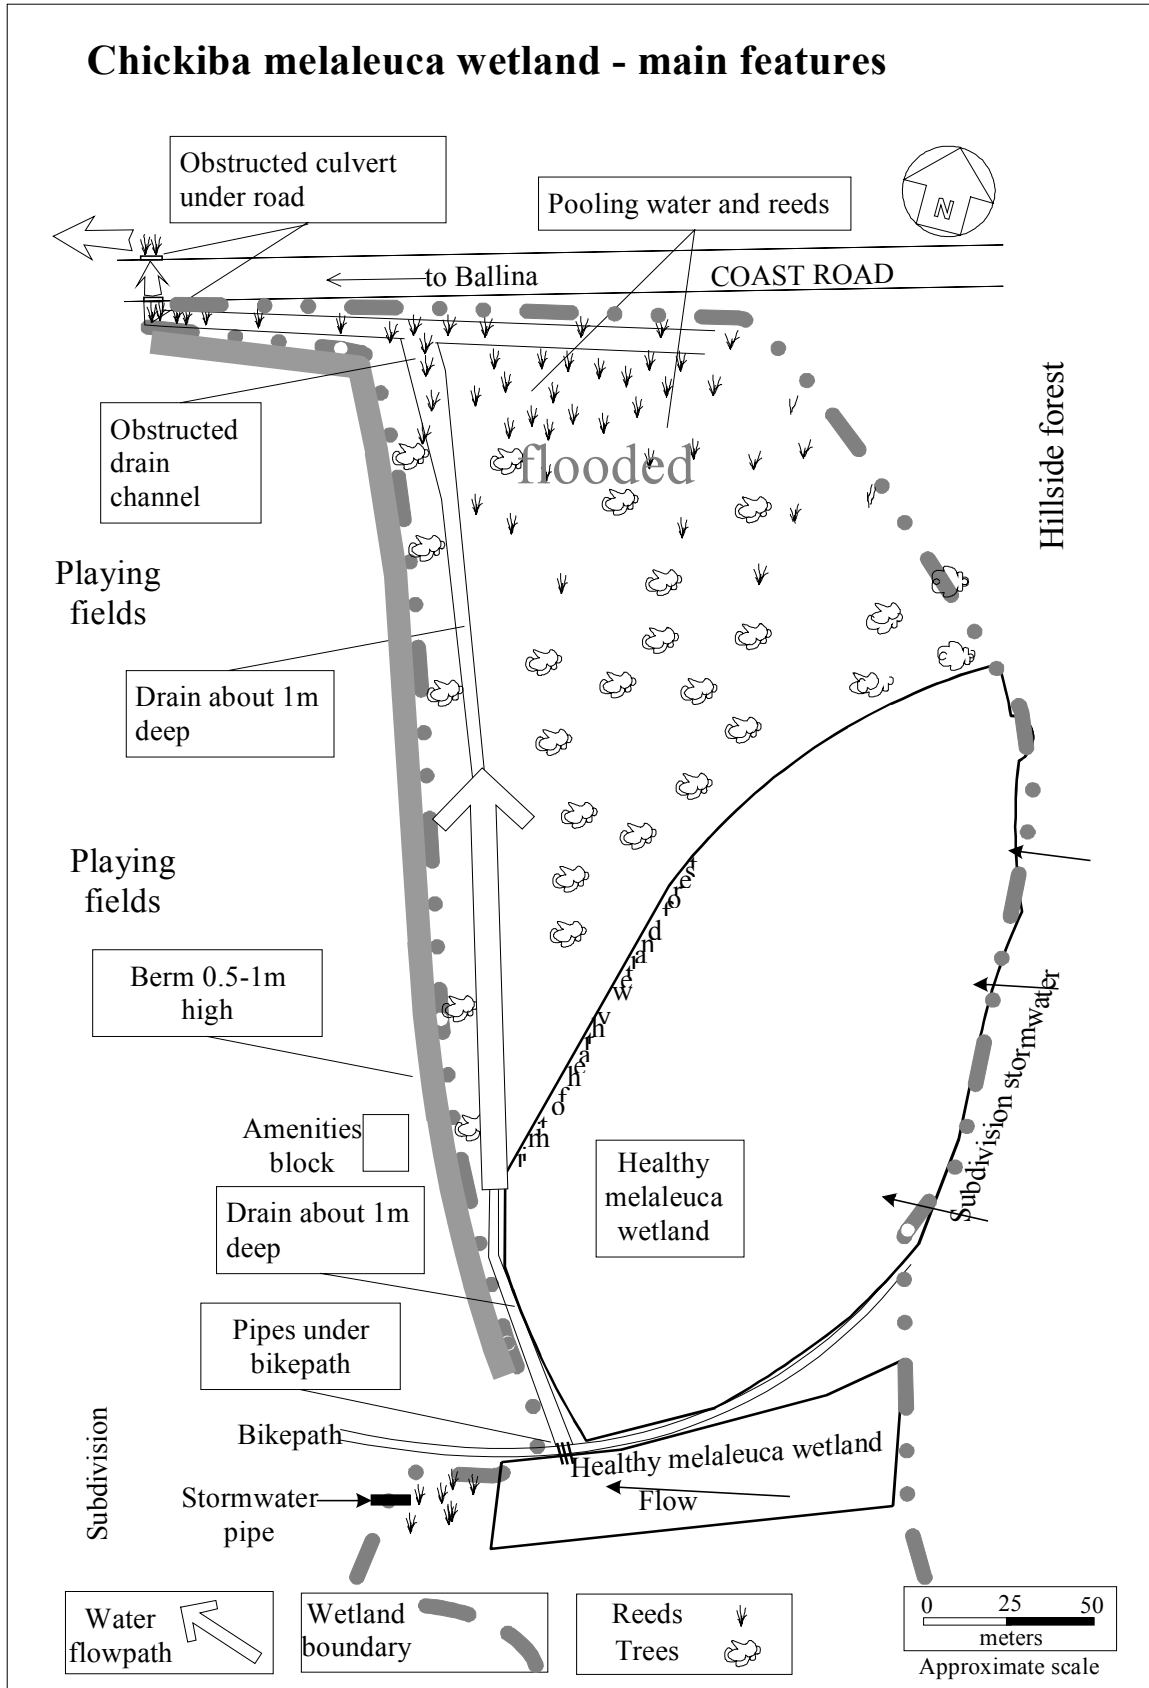 Chickiba melaleuca wetland - main features
Obstructed culvert
under road
Pooling water and reeds
N
to Ballina
COAST ROAD
Obstructed
drain
channel
flooded
Hillside forest
Playing
fields
Drain about 1m
deep
Playing
fields
Berm 0.5-1m
high
rim of healthy wetland forest
Subdivision stormwater
Amenities
block
Healthy
melaleuca
wetland
Drain about 1m
deep
Pipes under
bikepath
Subdivision
Bikepath
Healthy melaleuca wetland
Stormwater
pipe
Flow
Water
flowpath
Wetland
boundary
Reeds
Trees
0 25 50
meters
Approximate scale